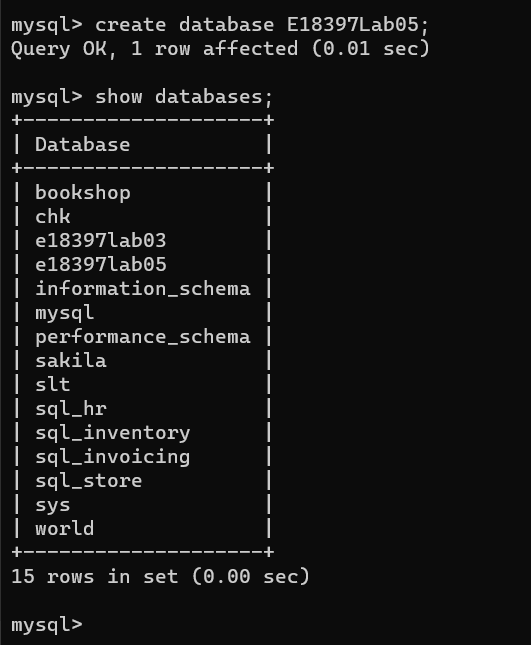 mysql> create database E18397Lab05;
Query OK, 1 row affected (0.01 sec)
mysql> show databases;
+--------------------+
| Database           |
+--------------------+
| bookshop           |
| chk                |
| e18397lab03        |
| e18397lab05        |
| information_schema |
| mysql              |
| performance_schema |
| sakila             |
| slt                |
| sql_hr             |
| sql_inventory      |
| sql_invoicing      |
| sql_store          |
| sys                |
| world              |
+--------------------+
15 rows in set (0.00 sec)
mysql>